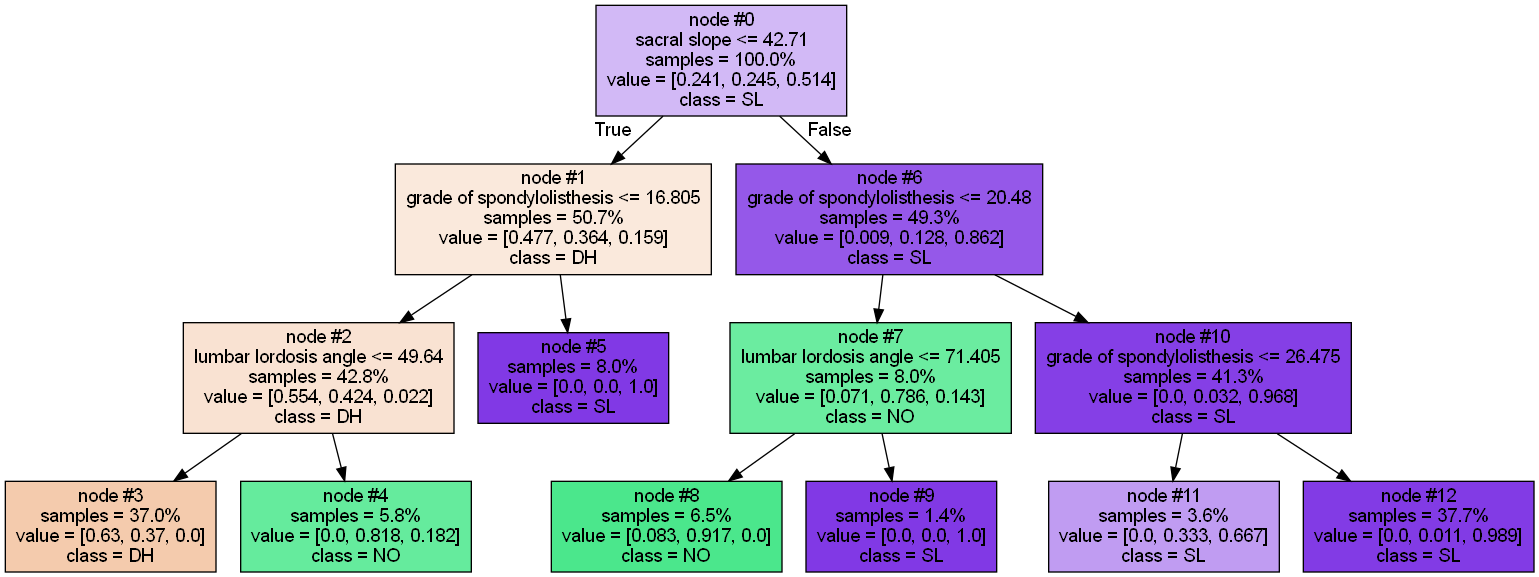 node #0
sacral slope <= 42.71
samples = 100.0%
value = [0.241, 0.245, 0.514]
class = SL
True
False
node #1
grade of spondylolisthesis <= 16.805
samples = 50.7%
value = [0.477, 0.364, 0.159]
class = DH
node #6
grade of spondylolisthesis <= 20.48
samples = 49.3%
value = [0.009, 0.128, 0.862]
class = SL
node #2
lumbar lordosis angle <= 49.64
samples = 42.8%
value = [0.554, 0.424, 0.022]
class = DH
node #5
samples = 8.0%
value = [0.0, 0.0, 1.0]
class = SL
node #7
lumbar lordosis angle <= 71.405
samples = 8.0%
value = [0.071, 0.786, 0.143]
class = NO
node #10
grade of spondylolisthesis <= 26.475
samples = 41.3%
value = [0.0, 0.032, 0.968]
class = SL
node #3
samples = 37.0%
value = [0.63, 0.37, 0.0]
class = DH
node #4
samples = 5.8%
value = [0.0, 0.818, 0.182]
class = NO
node #8
samples = 6.5%
value = [0.083, 0.917, 0.0]
class = NO
node #9
samples = 1.4%
value = [0.0, 0.0, 1.0]
class = SL
node #11
samples = 3.6%
value = [0.0, 0.333, 0.667]
class = SL
node #12
samples = 37.7%
value = [0.0, 0.011, 0.989]
class = SL